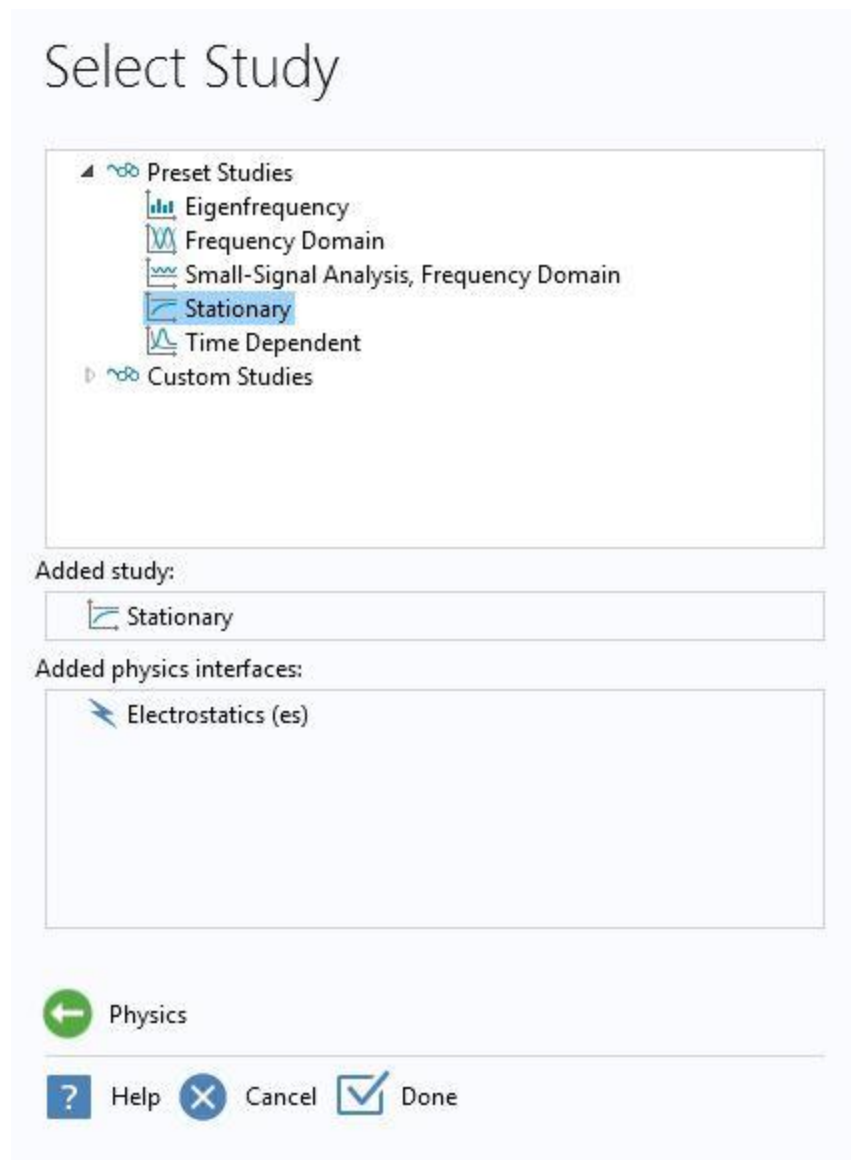 Select Study
Preset Studies
Eigenfrequency
Frequency Domain
Small-Signal Analysis, Frequency Domain
Stationary
Time Dependent
Custom Studies
Added study:
Stationary
Added physics interfaces:
Electrostatics (es)
Physics
? Help Cancel Done